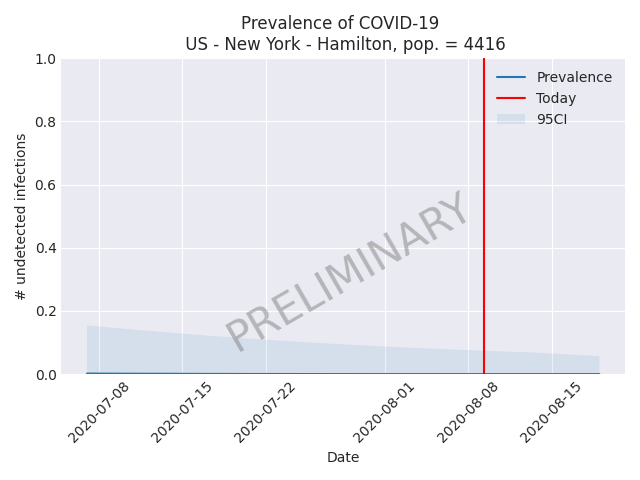 Prevalence of COVID-19
US - New York - Hamilton, pop. = 4416
1.0
0.8
0.6
0.4
0.2
0.0
# undetected infections
Prevalence
Today
95CI
PRELIMINARY
2020-07-08
2020-07-15
2020-07-22
2020-08-01
2020-08-08
2020-08-15
Date